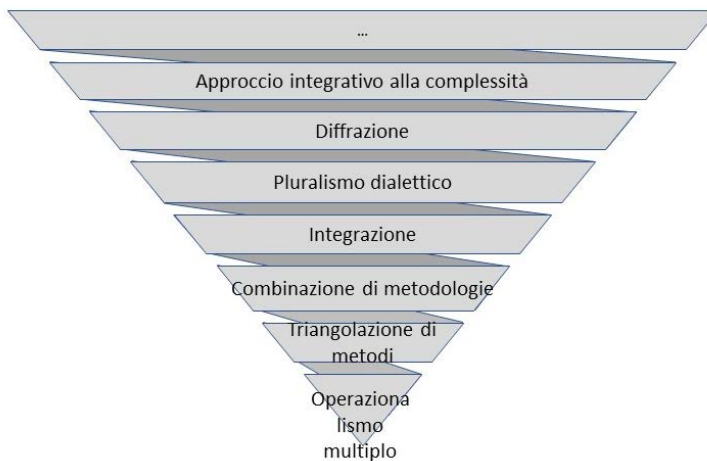 ...
Approccio integrativo alla complessità
Diffrazione
Pluralismo dialettico
Integrazione
Combinazione di metodologie
Triangolazione di
metodi
Operaziona
lismo
multiplo